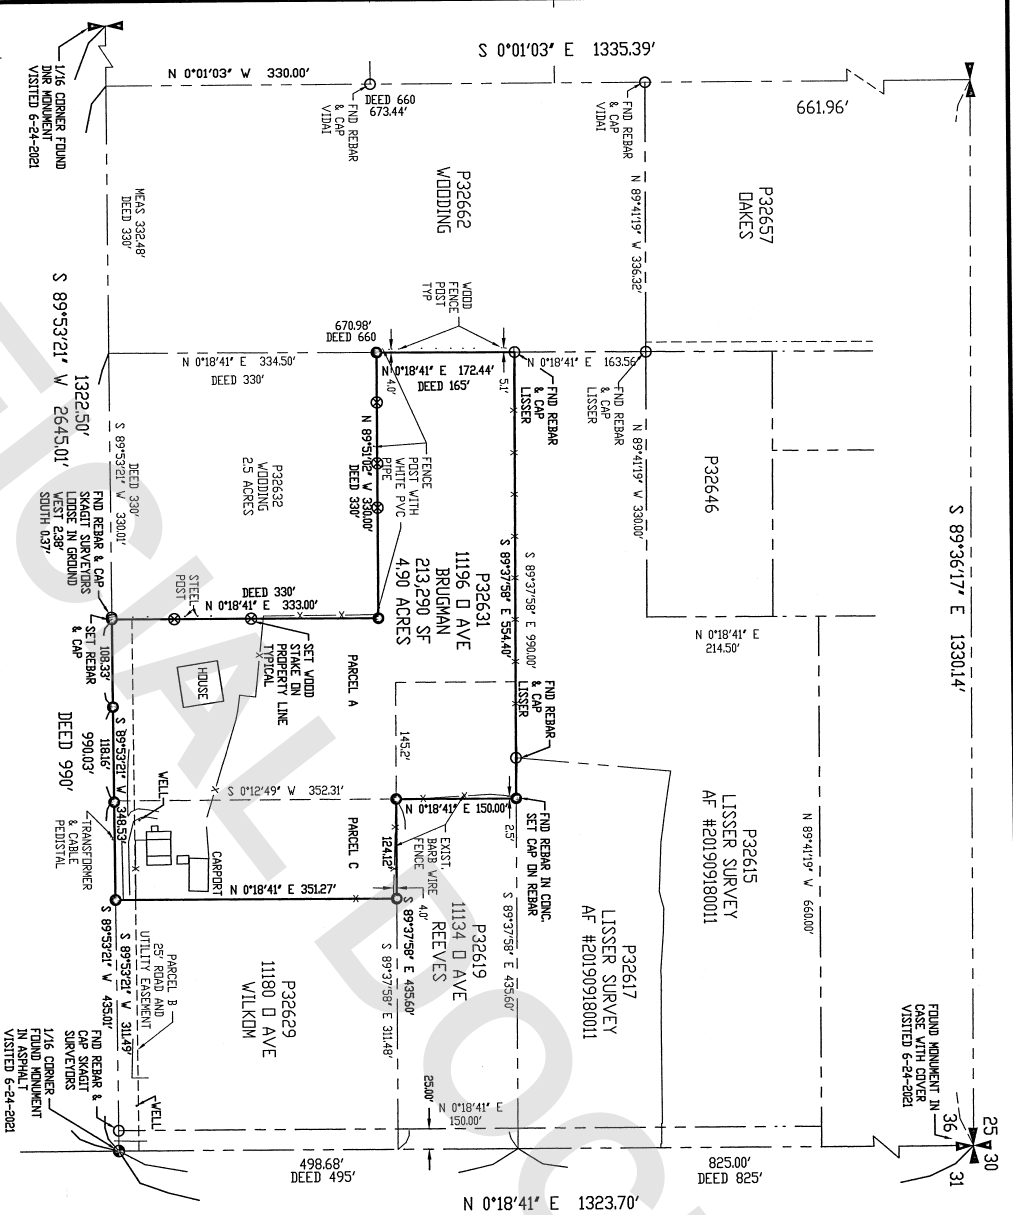 S 0°01'03" E 1335.39'
N 0°01'03" W 330.00'
DEED 660
673.44'
FND REBAR
& CAP
VIDAI
FND REBAR
& CAP
VIDAI
661.96'
1/16 CORNER FOUND
DNR MONUMENT
VISITED 6-24-2021
MEAS 332.48'
DEED 330'
P32662
WOODING
N 89°41'19" W 336.32'
P32657
OAKES
WOOD
FENCE
POST
TYP
670.98'
DEED 660
N 0°18'41" E 334.50'
DEED 330'
N 0°18'41" E 172.44'
DEED 165'
4.0'
5.1'
N 0°18'41" E 163.56
FND REBAR
& CAP
LISSER
FND REBAR
& CAP
LISSER
S 89°53'21" W 2645.01'
1322.50'
S 89°53'21" W 330.01'
DEED 330'
P32632
WOODING
2.5 ACRES
N 89°51'02" W 330.00'
DEED 330'
FENCE
POST WITH
WHITE PVC
PIPE
N 89°41'19" W 330.00'
P32646
S 89°36'17" E 1330.14'
FND REBAR & CAP
SKAGIT SURVEYORS
LOOSE IN GROUND
WEST 2.38'
SOUTH 0.37'
STEEL
POST
DEED 330'
N 0°18'41" E 333.00'
P32631
11196 D AVE
BRUGMAN
213,290 SF
4.90 ACRES
S 89°37'58" E 554.40'
S 89°37'58" E 990.00'
N 0°18'41" E
214.50'
SET REBAR
& CAP
108.33'
HOUSE
SET WOOD
STAKE ON
PROPERTY LINE
TYPICAL
PARCEL A
FND REBAR
& CAP
LISSER
145.2'
DEED 990'
990.03'
118.16'
S 89°53'21" W 348.53'
WELL
S 0°12'49" W 352.31'
N 0°18'41" E 150.00'
2.5'
TRANSFORMER
& CABLE
PEDISTAL
CARPORT
PARCEL C
124.12'
EXIST.
BARB WIRE
FENCE
FND REBAR IN CONC.
SET CAP ON REBAR
N 0°18'41" E 351.27'
4.0'
P32615
LISSER SURVEY
AF #201909180011
N 89°41'19" W 660.00'
P32617
LISSER SURVEY
AF #201909180011
P32619
11134 D AVE
REEVES
S 89°37'58" E 435.60'
S 89°37'58" E 435.60'
S 89°37'58" E 311.48'
P32629
11180 D AVE
WILKOM
PARCEL B
25' ROAD AND
UTILITY EASEMENT
S 89°53'21" W 311.49'
S 89°53'21" W 435.01'
FND REBAR &
CAP SKAGIT
SURVEYORS
1/16 CORNER
FOUND MONUMENT
IN ASPHALT
VISITED 6-24-2021
WELL
25.00'
N 0°18'41" E
150.00'
FOUND MONUMENT IN
CASE WITH COVER
VISITED 6-24-2021
25
30
36
31
498.68'
DEED 495'
825.00'
DEED 825'
N 0°18'41" E 1323.70'